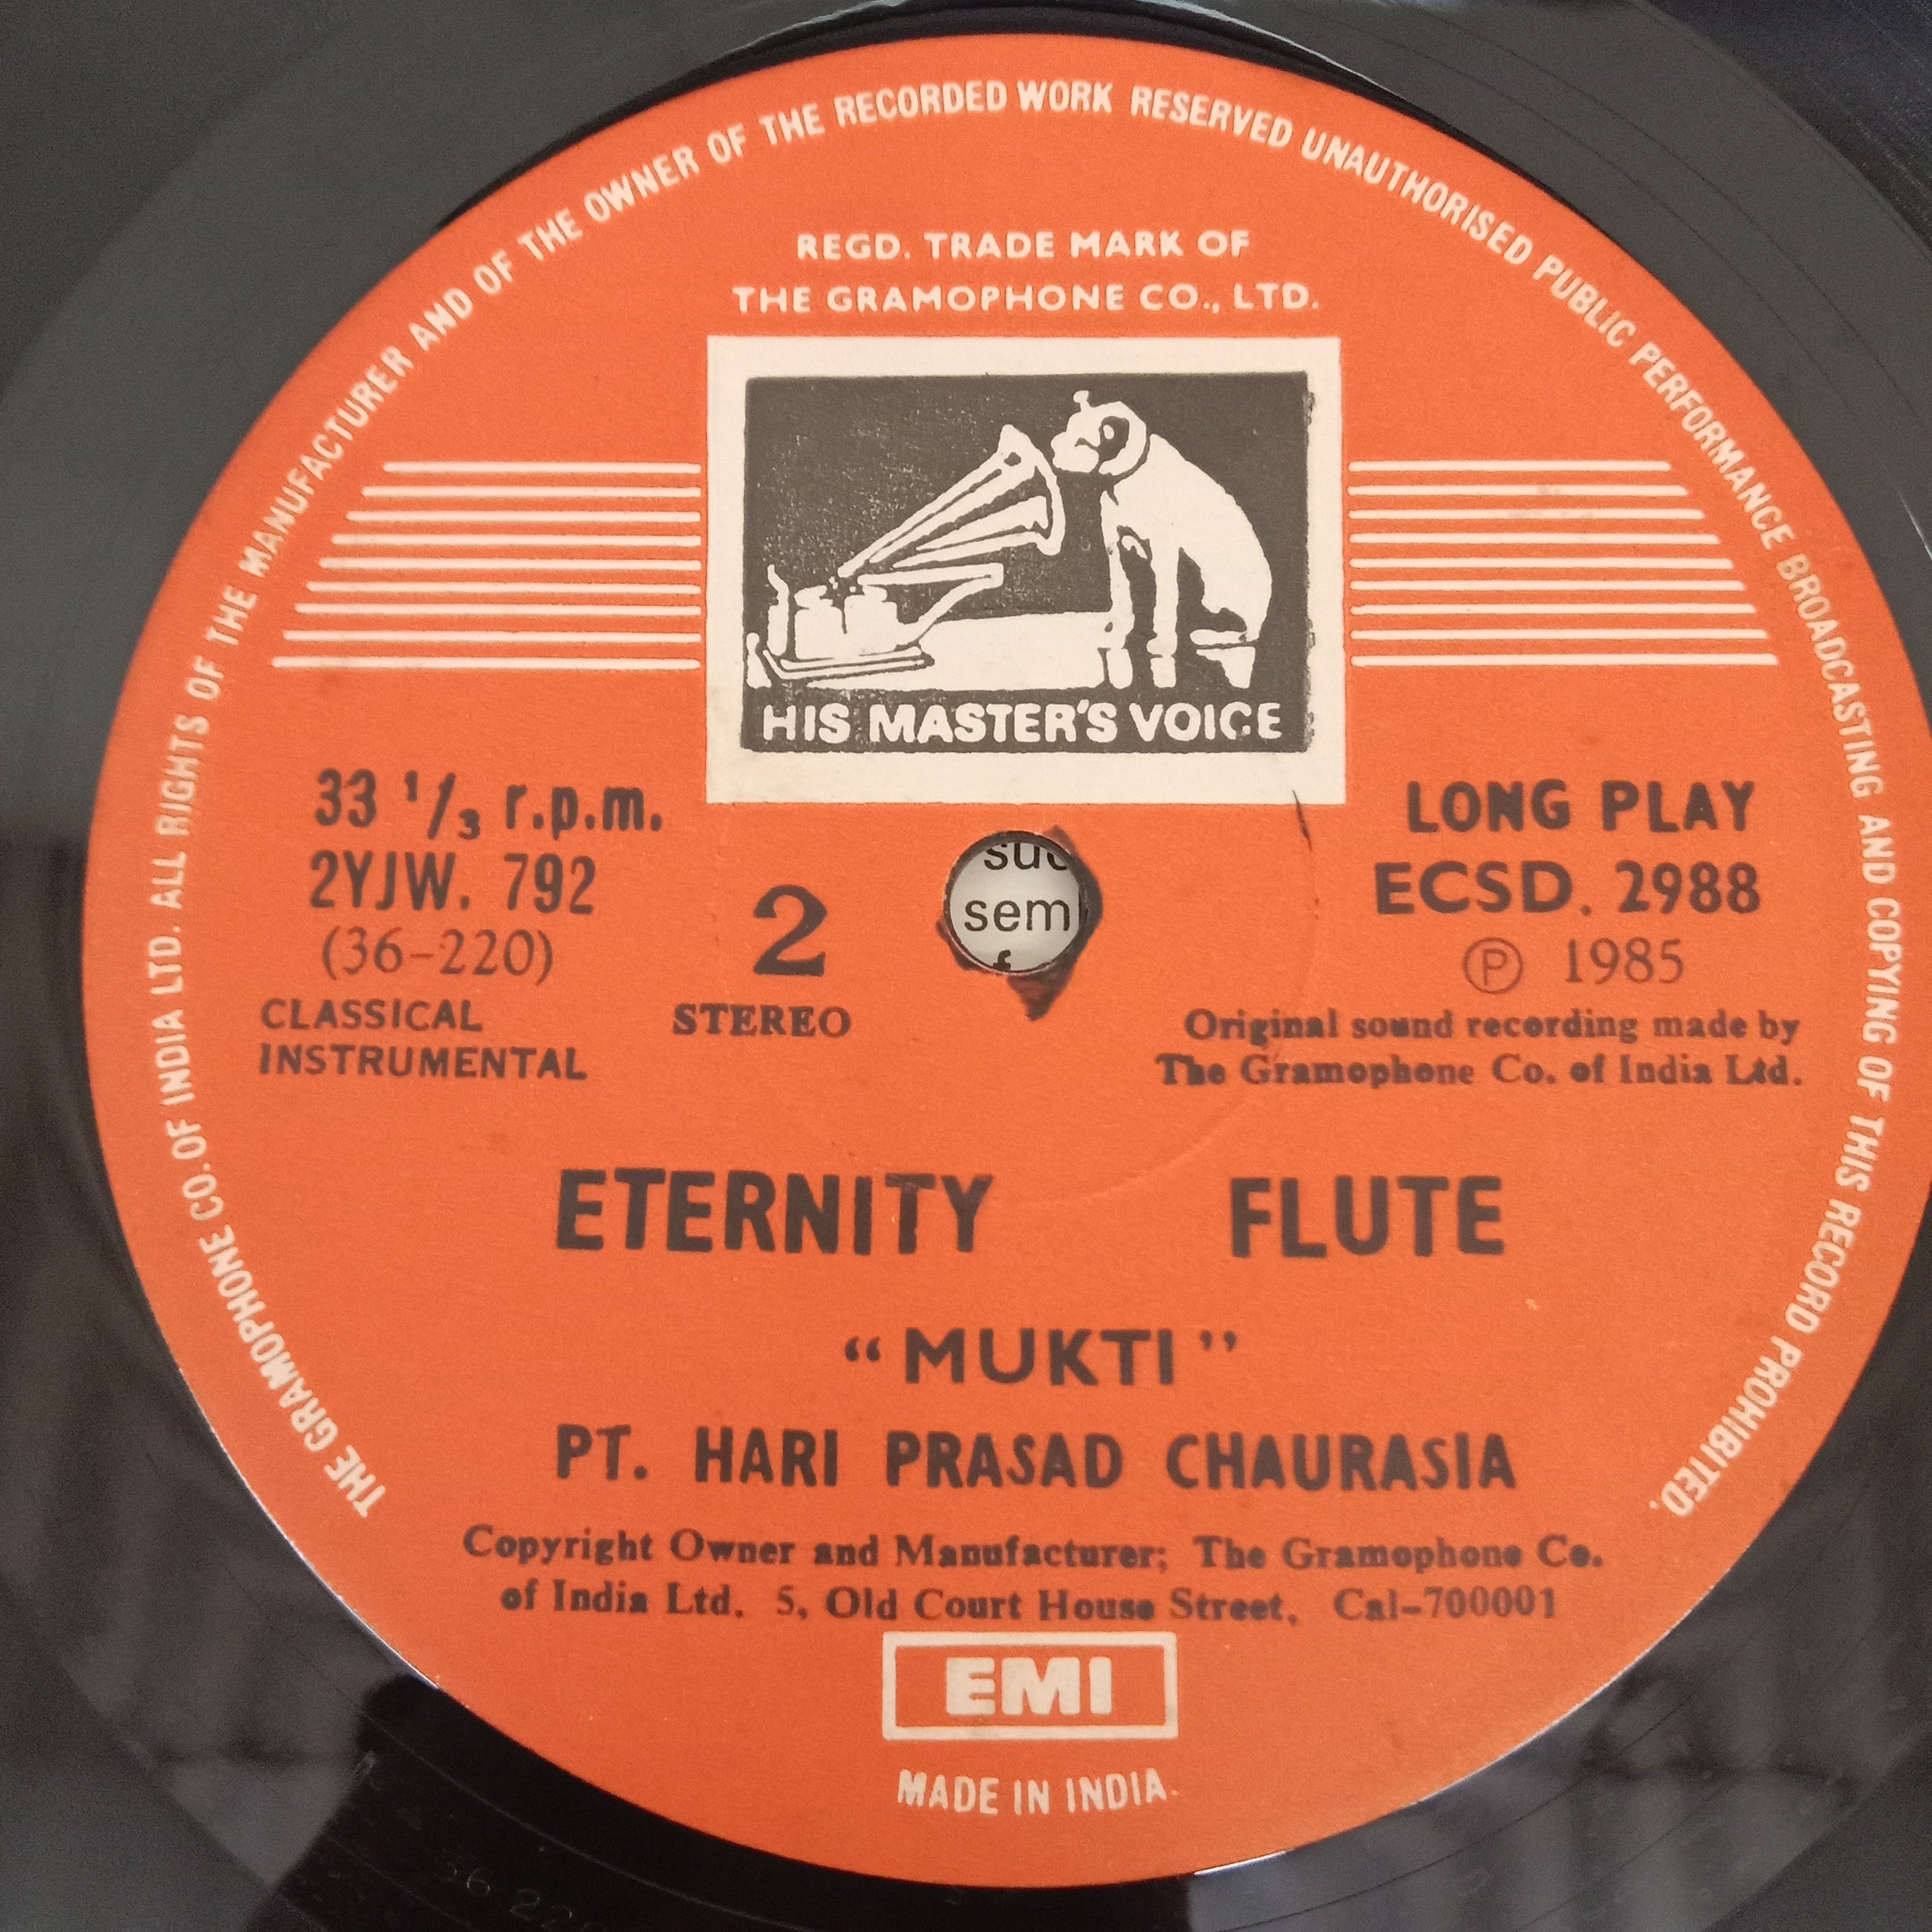 THE GRAMOPHONE CO. OF INDIA LTD. ALL RIGHTS OF THE MANUFACTURER AND OF THE OWNER OF THE RECORDED WORK RESERVED UNAUTHORISED PUBLIC PERFORMANCE BROADCASTING AND COPYING OF THIS RECORD PROHIBITED.
REGD. TRADE MARK OF
THE GRAMOPHONE CO., LTD.
HIS MASTER'S VOICE
33 1/3 r.p.m.
2YJW. 792
(36-220)
CLASSICAL
INSTRUMENTAL
2
STEREO
sem
LONG PLAY
ECSD. 2988
Ⓟ 1985
Original sound recording made by
The Gramophone Co. of India Ltd.
ETERNITY FLUTE
“MUKTI”
PT. HARI PRASAD CHAURASIA
Copyright Owner and Manufacturer; The Gramophone Co.
of India Ltd. 5, Old Court House Street, Cal-700001
EMI
MADE IN INDIA.